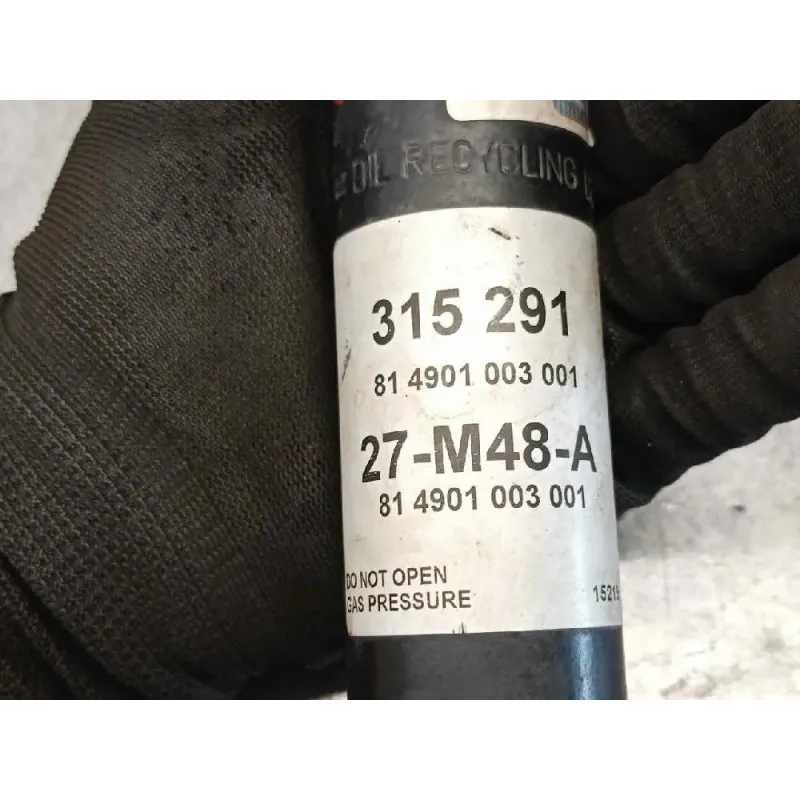 OIL RECYCLING
315 291
81 4901 003 001
27-M48-A
81 4901 003 001
DO NOT OPEN
GAS PRESSURE
15215